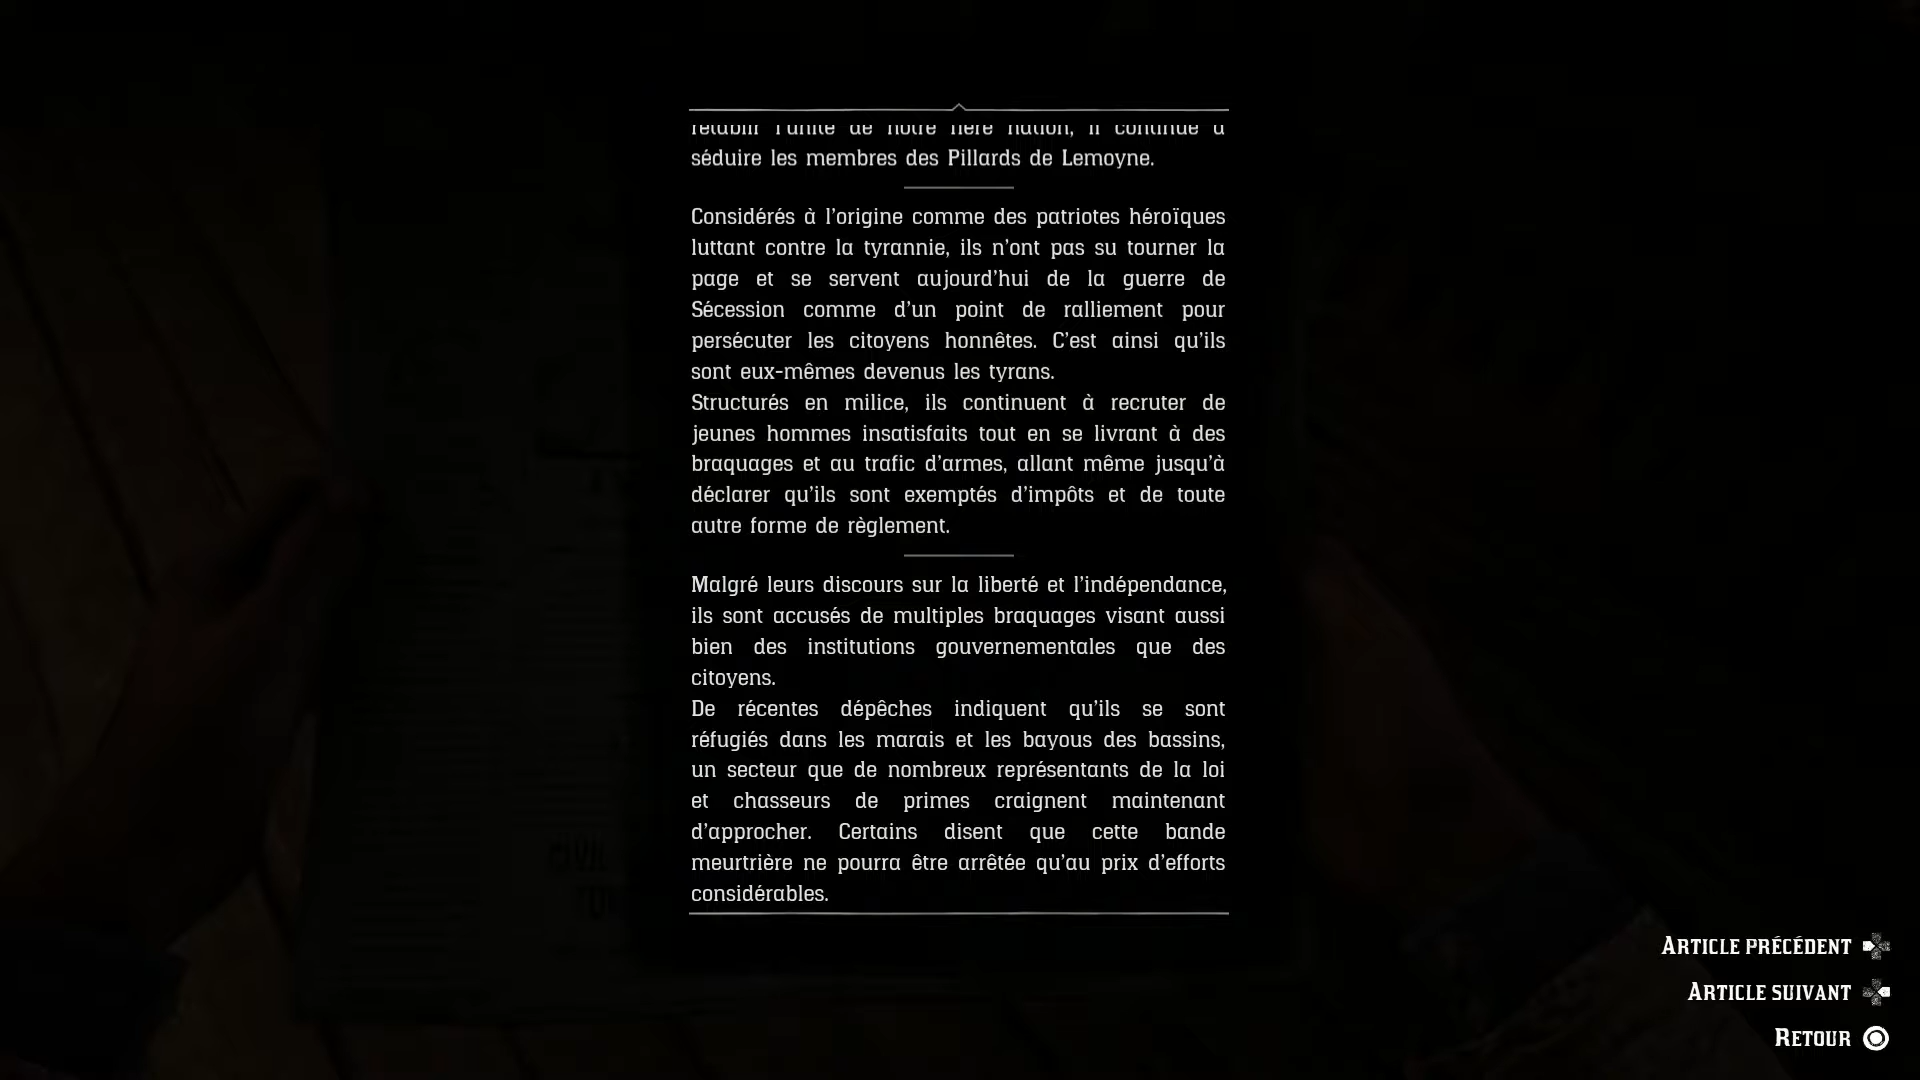 rétablir l'unité de notre fière nation, il continue à
séduire les membres des Pillards de Lemoyne.
Considérés à l'origine comme des patriotes héroïques
luttant contre la tyrannie, ils n'ont pas su tourner la
page et se servent aujourd'hui de la guerre de
Sécession comme d'un point de ralliement pour
persécuter les citoyens honnêtes. C'est ainsi qu'ils
sont eux-mêmes devenus les tyrans.
Structurés en milice, ils continuent à recruter de
jeunes hommes insatisfaits tout en se livrant à des
braquages et au trafic d'armes, allant même jusqu'à
déclarer qu'ils sont exemptés d'impôts et de toute
autre forme de règlement.
Malgré leurs discours sur la liberté et l'indépendance,
ils sont accusés de multiples braquages visant aussi
bien des institutions gouvernementales que des
citoyens.
De récentes dépêches indiquent qu'ils se sont
réfugiés dans les marais et les bayous des bassins,
un secteur que de nombreux représentants de la loi
et chasseurs de primes craignent maintenant
d'approcher. Certains disent que cette bande
meurtrière ne pourra être arrêtée qu'au prix d'efforts
considérables.
ARTICLE PRÉCÉDENT
ARTICLE SUIVANT
RETOUR